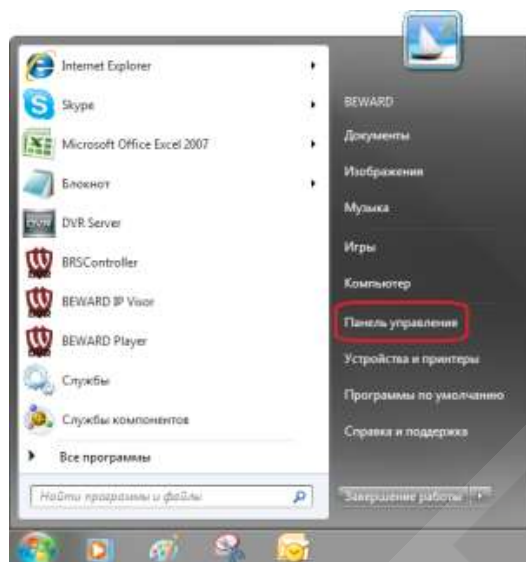 Internet Explorer
Skype
Microsoft Office Excel 2007
Блокнот
DVR Server
BRSController
BEWARD IP Visor
BEWARD Player
Службы
Службы компонентов
Все программы
Найти программы и файлы
BEWARD
Документы
Изображения
Музыка
Игры
Компьютер
Панель управления
Устройства и принтеры
Программы по умолчанию
Справка и поддержка
Завершение работы